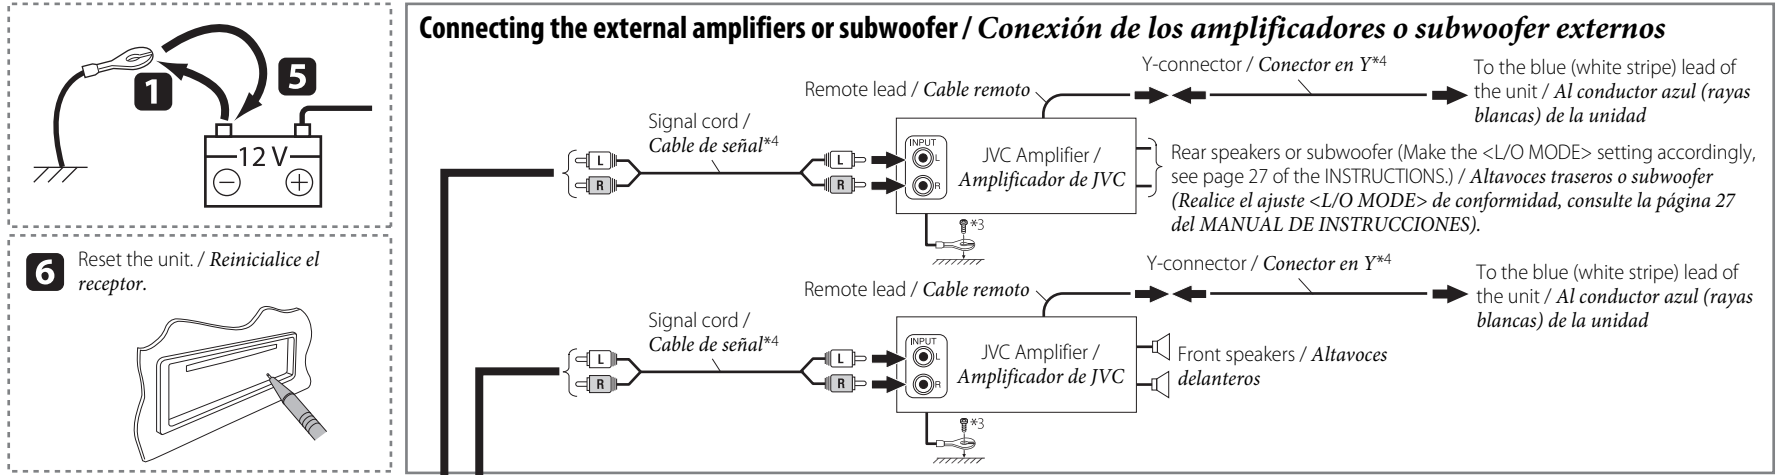 1
5
12 V
6
Reset the unit. / Reinicialice el
receptor.
Connecting the external amplifiers or subwoofer / Conexión de los amplificadores o subwoofer externos
Y-connector / Conector en Y*4
Remote lead / Cable remoto
To the blue (white stripe) lead of
the unit / Al conductor azul (rayas
blancas) de la unidad
Signal cord /
Cable de señal*4
L
R
L
R
INPUT
L
R
JVC Amplifier /
Amplificador de JVC
Rear speakers or subwoofer (Make the <L/O MODE> setting accordingly,
see page 27 of the INSTRUCTIONS.) / Altavoces traseros o subwoofer
(Realice el ajuste <L/O MODE> de conformidad, consulte la página 27
del MANUAL DE INSTRUCCIONES).
*3
Y-connector / Conector en Y*4
Remote lead / Cable remoto
To the blue (white stripe) lead of
the unit / Al conductor azul (rayas
blancas) de la unidad
Signal cord /
Cable de señal*4
L
R
L
R
INPUT
L
R
JVC Amplifier /
Amplificador de JVC
Front speakers / Altavoces
delanteros
*3